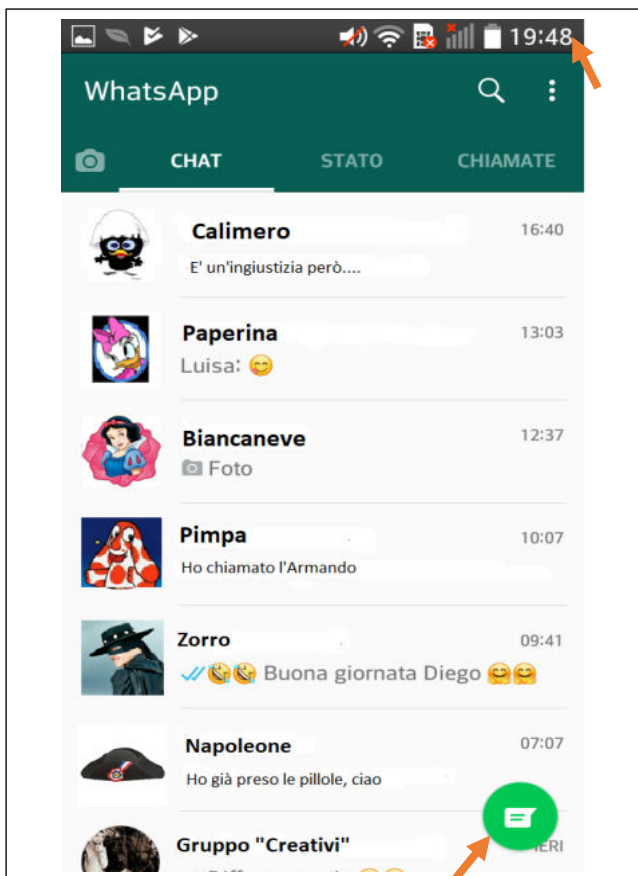 19:48
WhatsApp
CHAT STATO CHIAMATE
Calimero 16:40
E' un'ingiustizia però....
Paperina 13:03
Luisa: 😋
Biancaneve 12:37
Foto
Pimpa 10:07
Ho chiamato l'Armando
Zorro 09:41
🤣🤣 Buona giornata Diego 🤗🤗
Napoleone 07:07
Ho già preso le pillole, ciao
Gruppo "Creativi" IERI